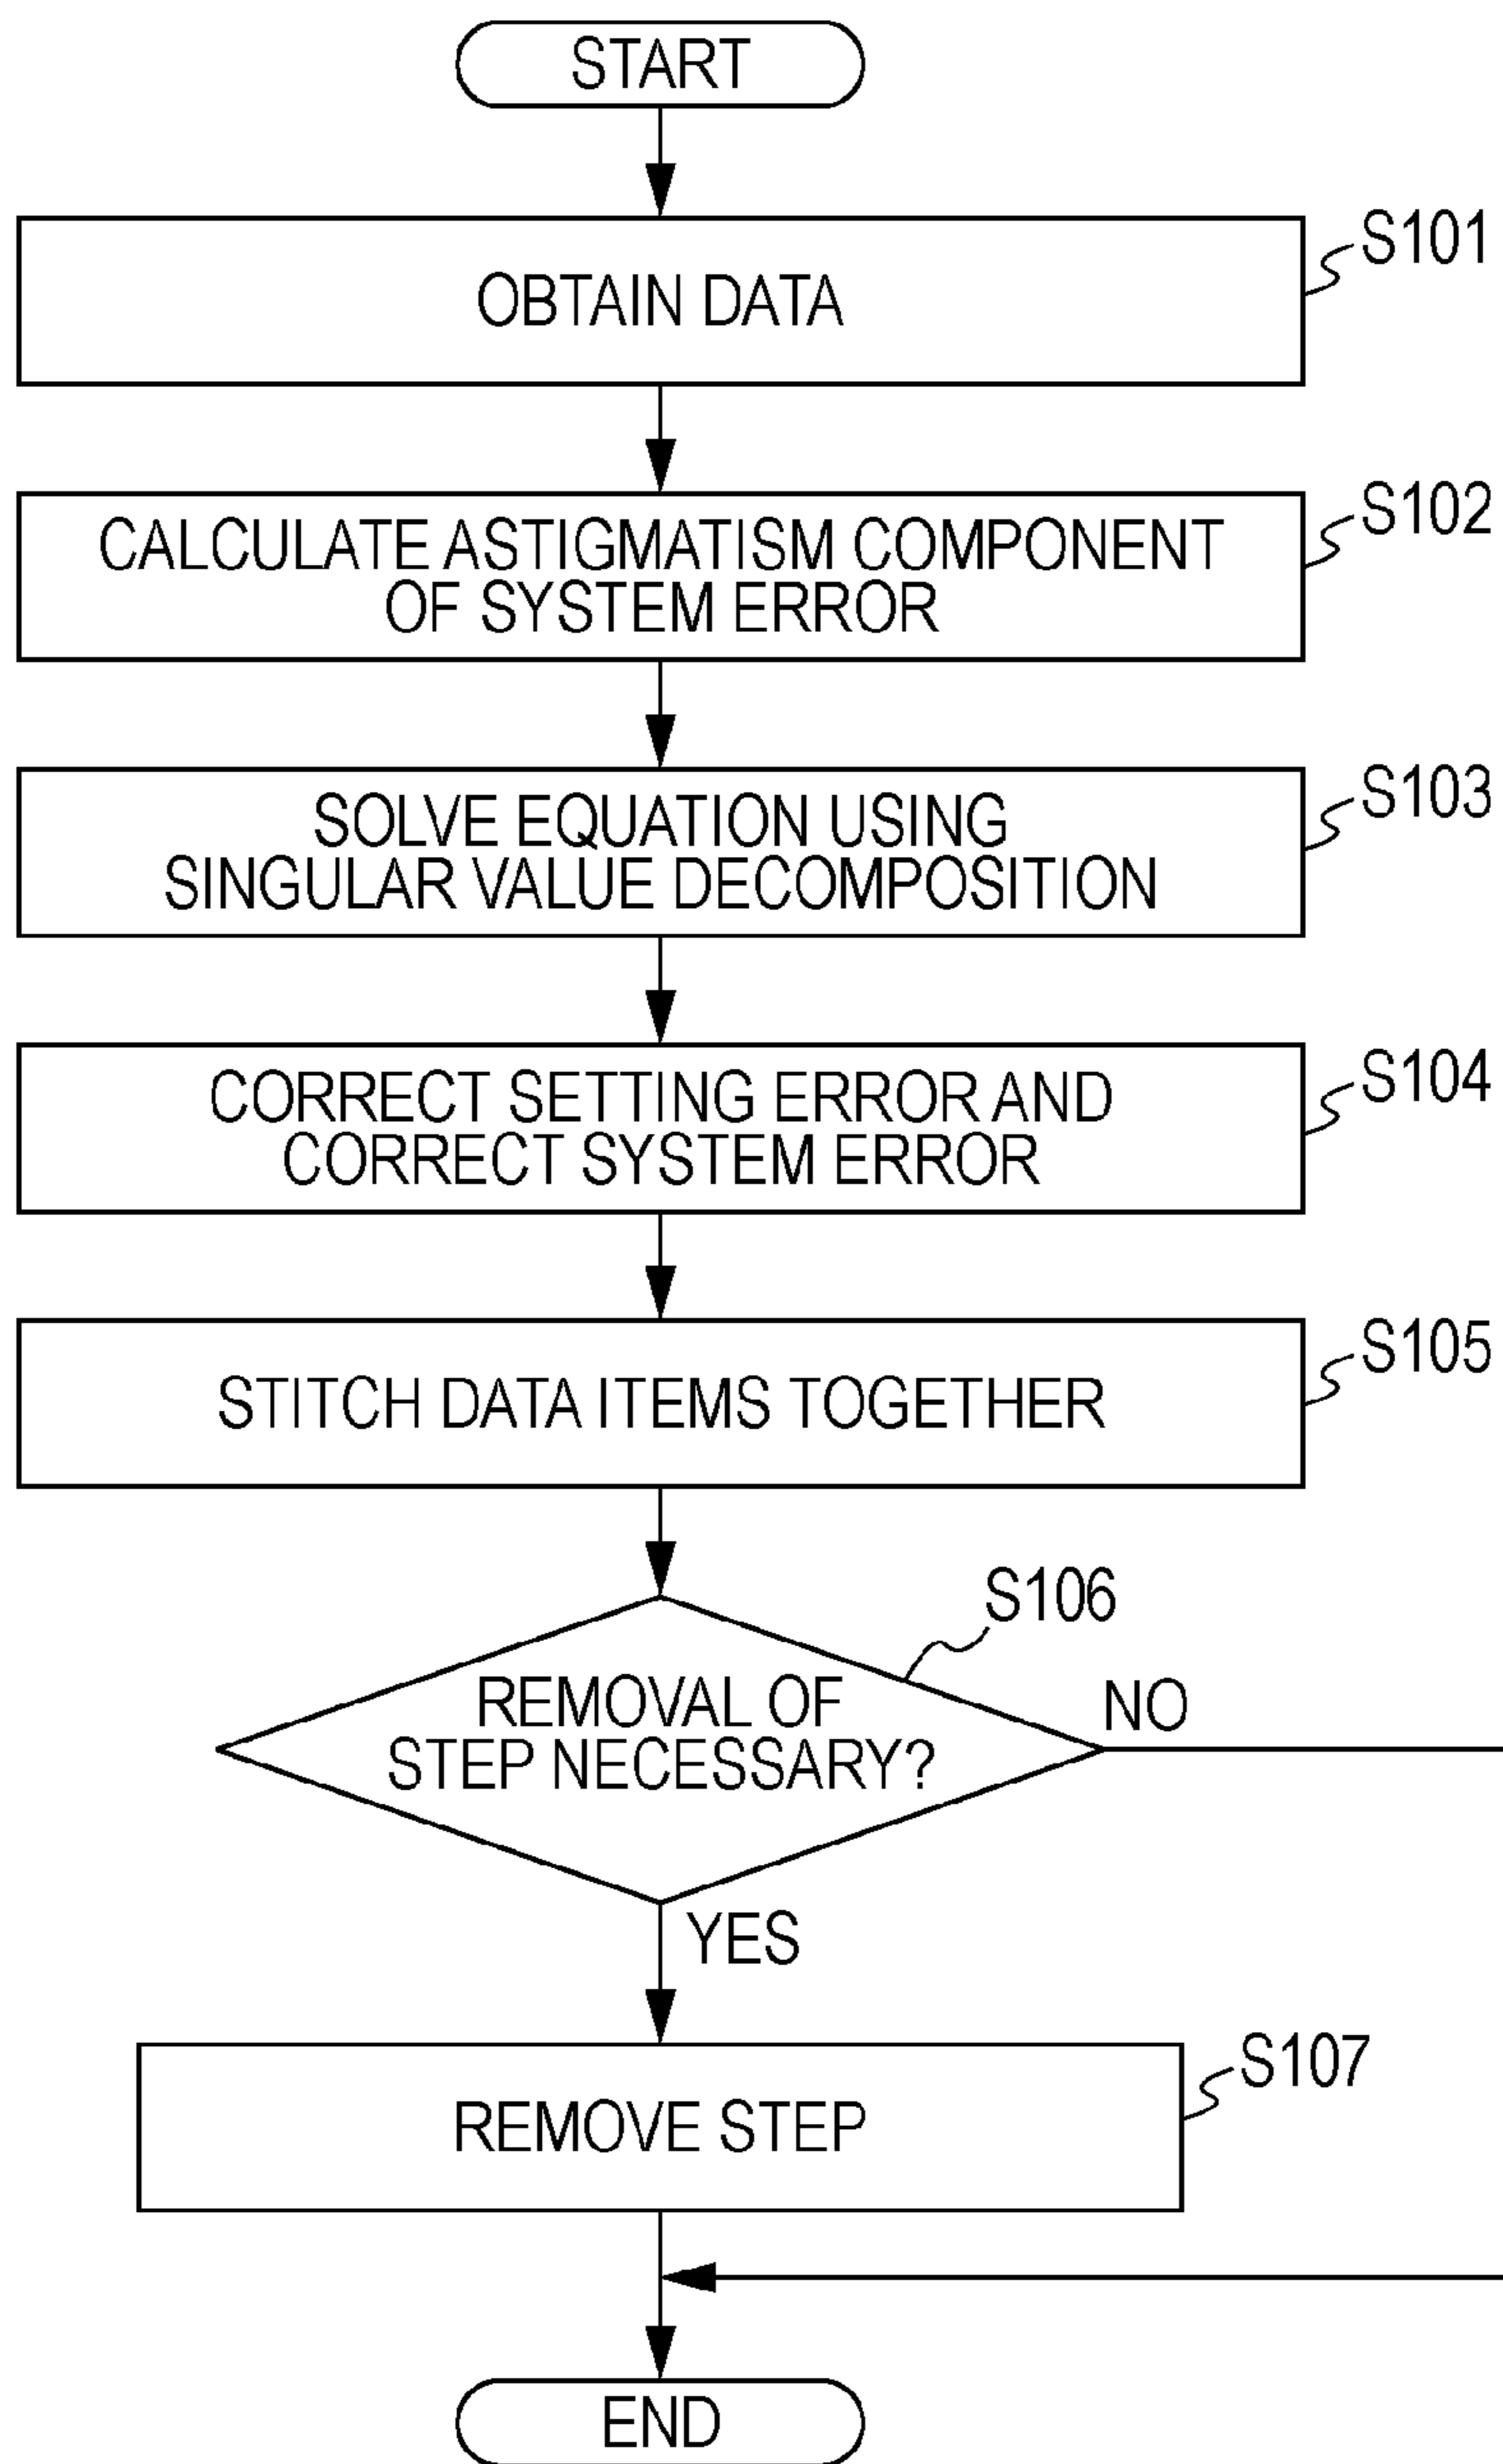 START
S101
OBTAIN DATA
S102
CALCULATE ASTIGMATISM COMPONENT
OF SYSTEM ERROR
S103
SOLVE EQUATION USING
SINGULAR VALUE DECOMPOSITION
S104
CORRECT SETTING ERROR AND
CORRECT SYSTEM ERROR
S105
STITCH DATA ITEMS TOGETHER
S106
REMOVAL OF
STEP NECESSARY?
NO
YES
S107
REMOVE STEP
END